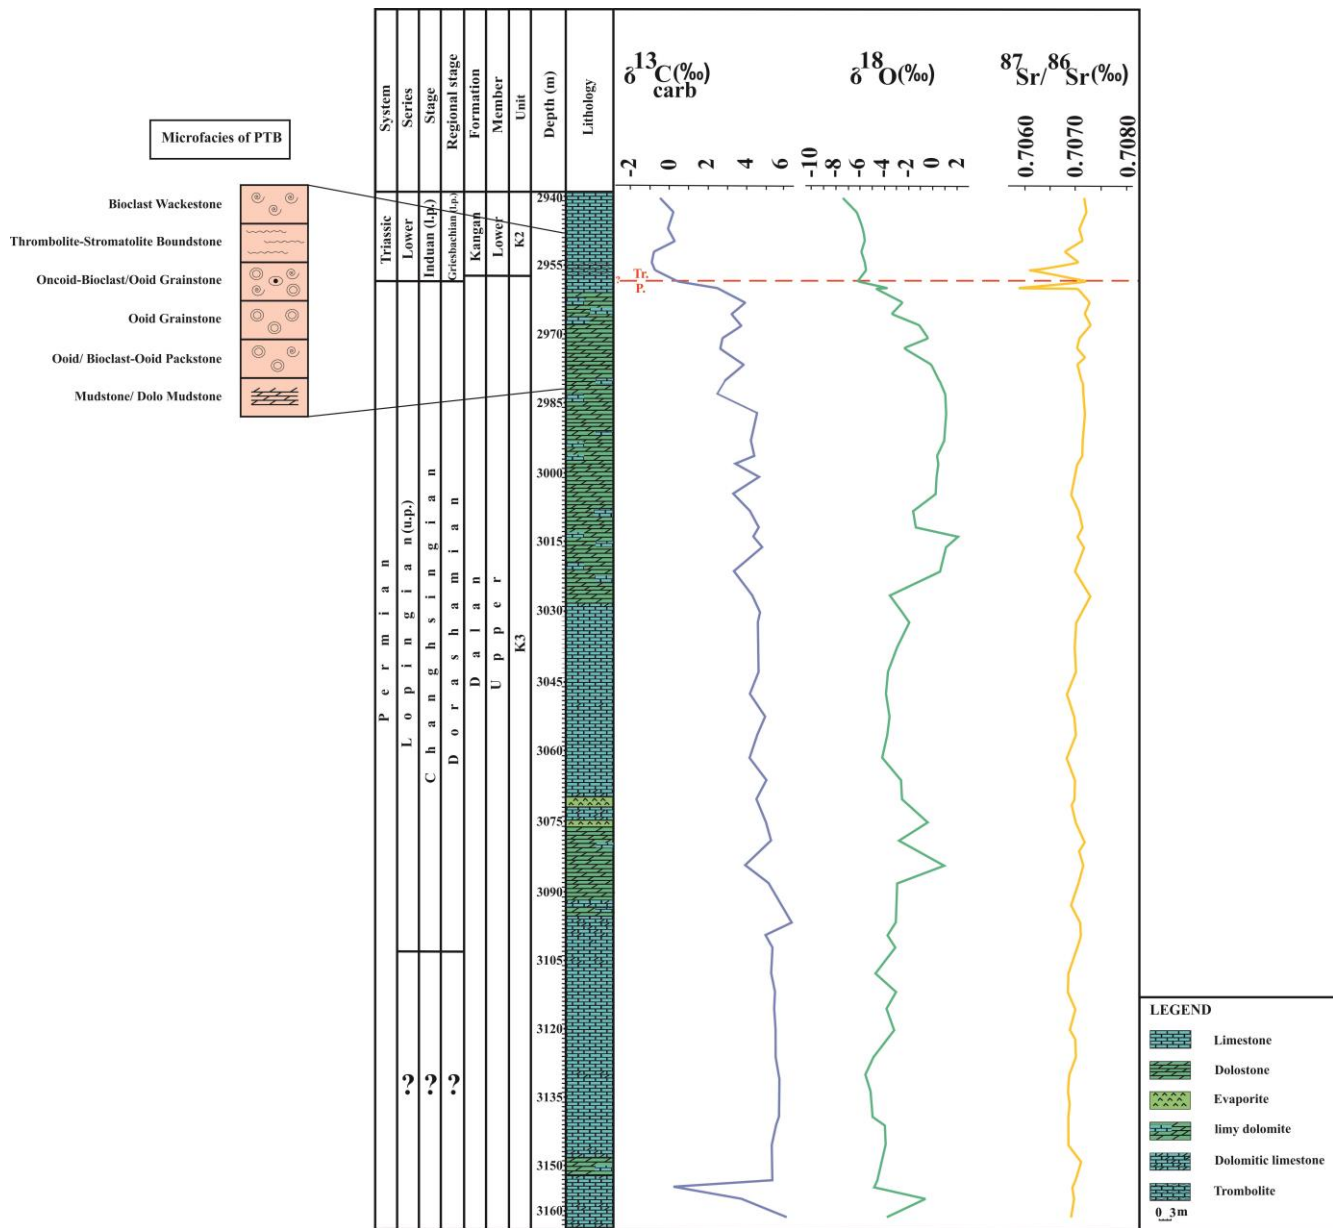 Microfacies of PTB
Bioclast Wackestone
Thrombolite-Stromatolite Boundstone
Oncoid-Bioclast/Ooid Grainstone
Ooid Grainstone
Ooid/ Bioclast-Ooid Packstone
Mudstone/ Dolo Mudstone
System
Series
Stage
Regional stage
Formation
Member
Unit
Depth (m)
Lithology
δ13C(‰)
carb
δ18O(‰)
87Sr/86Sr(‰)
-2 0 2 4 6
-10 -8 -6 -4 -2 0 2
0.7060 0.7070 0.7080
Triassic
Lower
Induan (l.p.)
Griesbachian (l.p.)
Kangan
Lower
K2
Permian
Lopingian (u.p.)
Changhsingian
Dorashamian
Dalan
Upper
K3
? ? ?
2940
2955
2970
2985
3000
3015
3030
3045
3060
3075
3090
3105
3120
3135
3150
3160
? Tr.
P.
LEGEND
Limestone
Dolostone
Evaporite
limy dolomite
Dolomitic limestone
Trombolite
0 3m